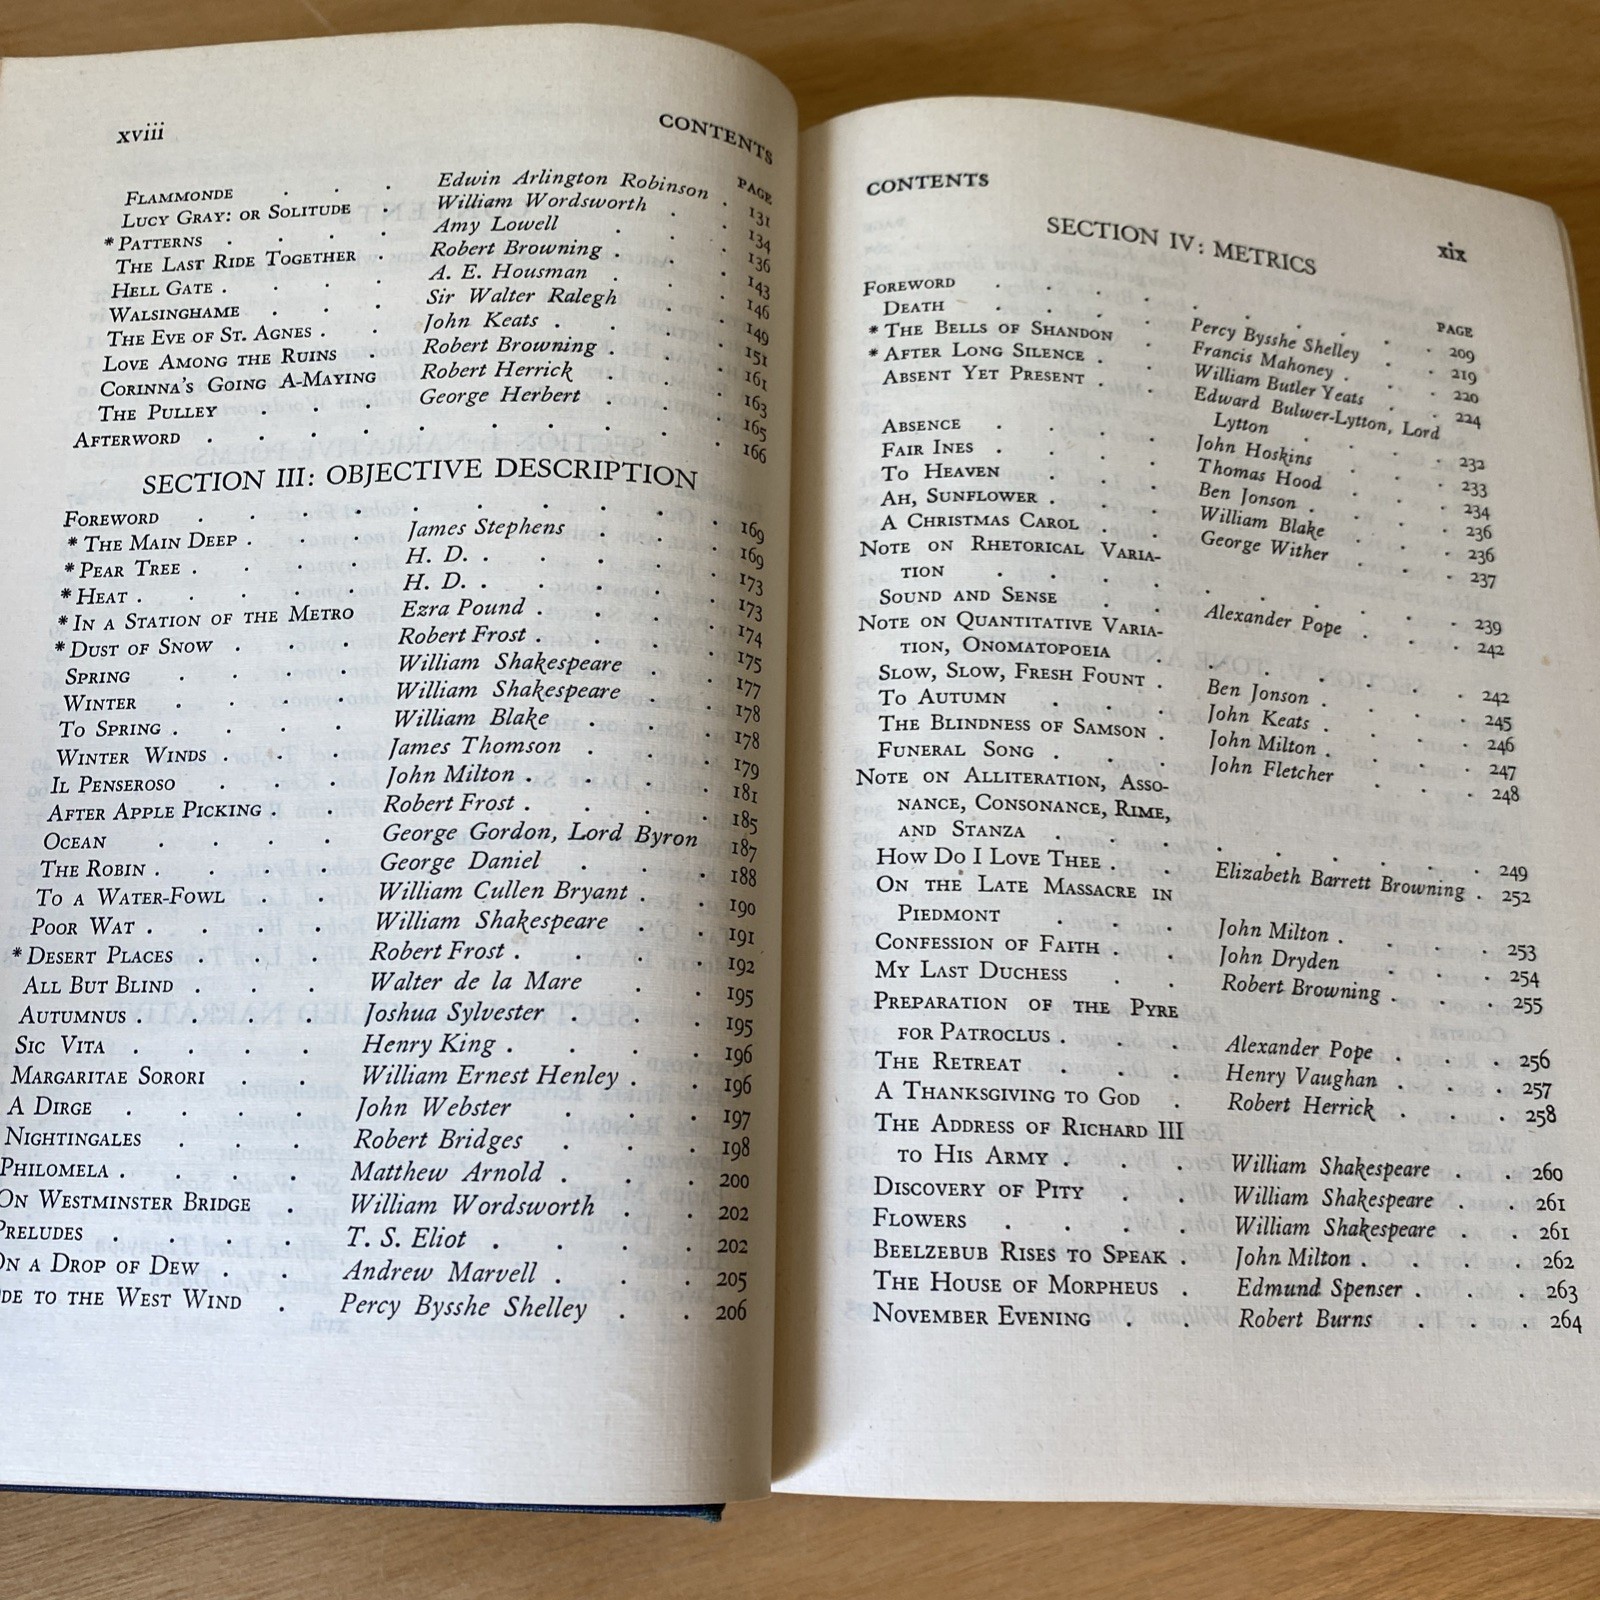 xviii CONTENTS
PAGE
FLAMMONDE . . . Edwin Arlington Robinson . 131
LUCY GRAY: OR SOLITUDE . William Wordsworth . . 134
* PATTERNS . . . . Amy Lowell . . . 136
THE LAST RIDE TOGETHER . Robert Browning . . . 143
HELL GATE . . . . A. E. Housman . . . 146
WALSINGHAME . . . Sir Walter Ralegh . . 149
THE EVE OF ST. AGNES . . John Keats . . . . 151
LOVE AMONG THE RUINS . Robert Browning . . . 161
CORINNA'S GOING A-MAYING Robert Herrick . . . 163
THE PULLEY . . . George Herbert . . . 165
AFTERWORD . . . . . . . . . 166
SECTION III: OBJECTIVE DESCRIPTION
FOREWORD . . . . . . . . . 169
* THE MAIN DEEP . . . James Stephens . . . 169
* PEAR TREE . . . . H. D. . . . . 173
* HEAT . . . . . H. D. . . . . 173
* IN A STATION OF THE METRO Ezra Pound . . . . 174
* DUST OF SNOW . . . Robert Frost . . . . 175
SPRING . . . . William Shakespeare . . 177
WINTER . . . . William Shakespeare . . 178
TO SPRING . . . . William Blake . . . 178
WINTER WINDS . . . James Thomson . . . 179
IL PENSEROSO . . . John Milton . . . . 181
AFTER APPLE PICKING . . Robert Frost . . . . 185
OCEAN . . . . George Gordon, Lord Byron 187
THE ROBIN . . . . George Daniel . . . 188
TO A WATER-FOWL . . William Cullen Bryant . . 190
POOR WAT . . . . William Shakespeare . . 191
* DESERT PLACES . . . Robert Frost . . . . 192
ALL BUT BLIND . . . Walter de la Mare . . 195
AUTUMNUS . . . . Joshua Sylvester . . . 195
SIC VITA . . . . Henry King . . . . 196
MARGARITAE SORORI . . William Ernest Henley . . 196
A DIRGE . . . . John Webster . . . 197
NIGHTINGALES . . . Robert Bridges . . . 198
PHILOMELA . . . . Matthew Arnold . . . 200
ON WESTMINSTER BRIDGE . William Wordsworth . . 202
PRELUDES . . . . T. S. Eliot . . . . 202
ON A DROP OF DEW . . Andrew Marvell . . . 205
DE TO THE WEST WIND . Percy Bysshe Shelley . . 206
CONTENTS xix
SECTION IV: METRICS
PAGE
FOREWORD . . . . . . . . . 209
DEATH . . . . Percy Bysshe Shelley . . 219
* THE BELLS OF SHANDON . Francis Mahoney . . . 220
* AFTER LONG SILENCE . . William Butler Yeats . . 224
ABSENT YET PRESENT . . Edward Bulwer-Lytton, Lord
Lytton . . . . 232
ABSENCE . . . . John Hoskins . . . 233
FAIR INES . . . . Thomas Hood . . . 234
TO HEAVEN . . . Ben Jonson . . . . 236
AH, SUNFLOWER . . . William Blake . . . 236
A CHRISTMAS CAROL . . George Wither . . . 237
NOTE ON RHETORICAL VARIA-
TION . . . . . . . . . 239
SOUND AND SENSE . . Alexander Pope . . . 242
NOTE ON QUANTITATIVE VARIA-
TION, ONOMATOPOEIA . . . . . . . 242
SLOW, SLOW, FRESH FOUNT . Ben Jonson . . . . 245
TO AUTUMN . . . John Keats . . . . 246
THE BLINDNESS OF SAMSON . John Milton . . . . 247
FUNERAL SONG . . . John Fletcher . . . 248
NOTE ON ALLITERATION, ASSO-
NANCE, CONSONANCE, RIME,
AND STANZA . . . . . . . . 249
HOW DO I LOVE THEE . . Elizabeth Barrett Browning . 252
ON THE LATE MASSACRE IN
PIEDMONT . . . John Milton . . . . 253
CONFESSION OF FAITH . . John Dryden . . . 254
MY LAST DUCHESS . . Robert Browning . . . 255
PREPARATION OF THE PYRE
FOR PATROCLUS . . . Alexander Pope . . . 256
THE RETREAT . . . Henry Vaughan . . . 257
A THANKSGIVING TO GOD . Robert Herrick . . . 258
THE ADDRESS OF RICHARD III
TO HIS ARMY . . . William Shakespeare . . 260
DISCOVERY OF PITY . . William Shakespeare . . 261
FLOWERS . . . . William Shakespeare . . 261
BEELZEBUB RISES TO SPEAK . John Milton . . . . 262
THE HOUSE OF MORPHEUS . Edmund Spenser . . . 263
NOVEMBER EVENING . . Robert Burns . . . 264